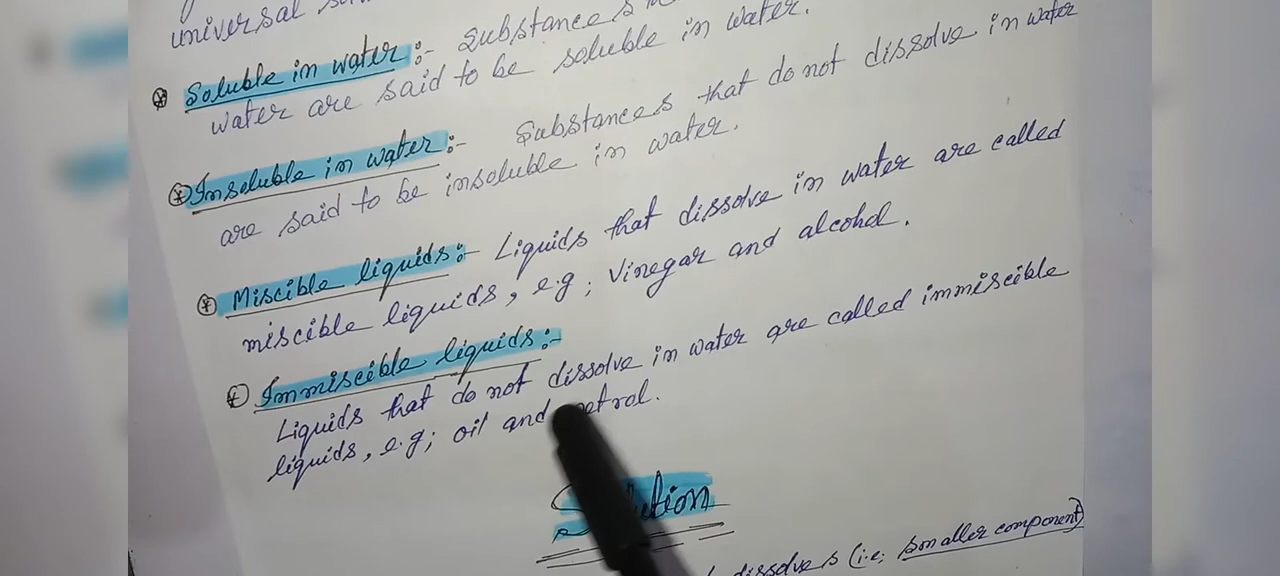 universal
Soluble in water :- Substances
water are said to be soluble in water.
Insoluble in water :- Substances that do not dissolve in water
are said to be insoluble in water.
Miscible liquids :- Liquids that dissolve in water are called
miscible liquids, e.g; vinegar and alcohol.
Immiscible liquids :-
Liquids that do not dissolve in water are called immiscible
liquids, e.g; oil and petrol.
Solution
dissolves (i.e; smaller component)